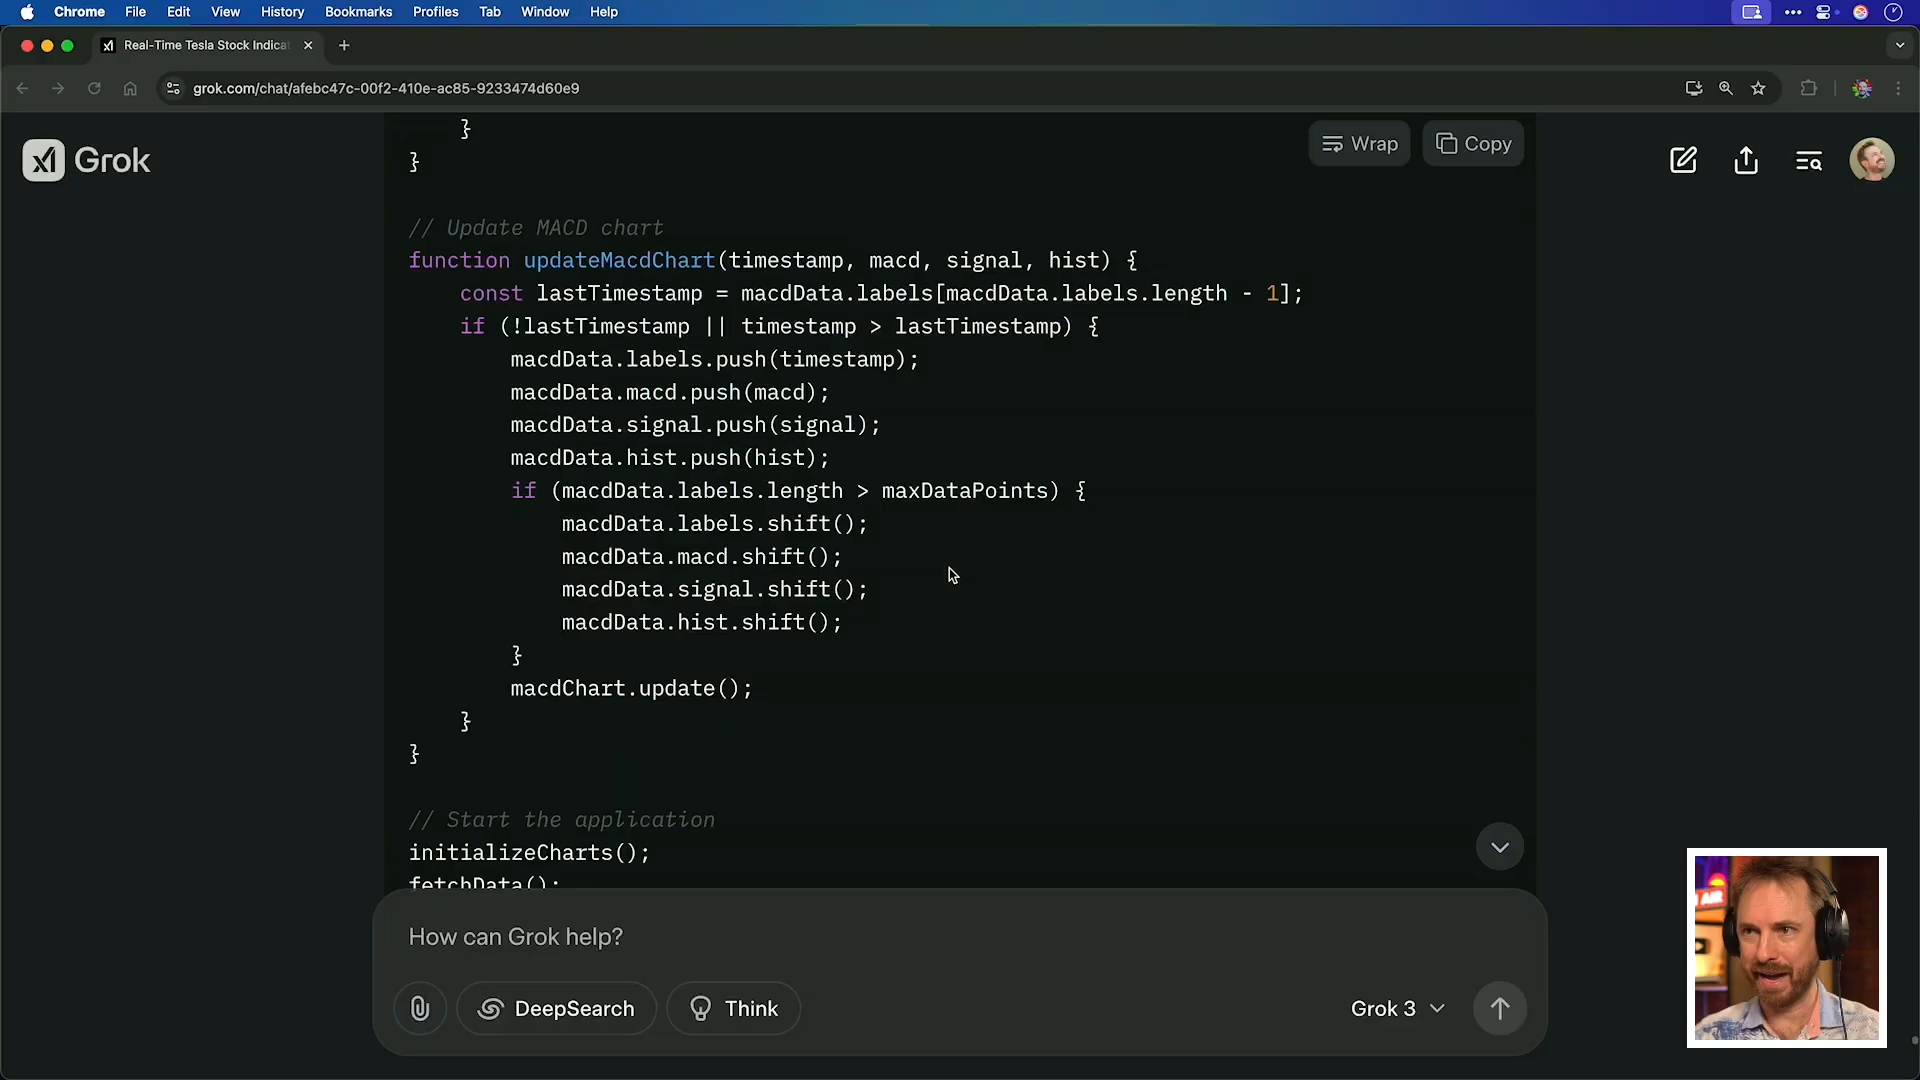 Chrome File Edit View History Bookmarks Profiles Tab Window Help
Real-Time Tesla Stock Indica
grok.com/chat/afebc47c-00f2-410e-ac85-9233474d60e9
Grok
Wrap Copy
}
}
// Update MACD chart
function updateMacdChart(timestamp, macd, signal, hist) {
const lastTimestamp = macdData.labels[macdData.labels.length - 1];
if (!lastTimestamp || timestamp > lastTimestamp) {
macdData.labels.push(timestamp);
macdData.macd.push(macd);
macdData.signal.push(signal);
macdData.hist.push(hist);
if (macdData.labels.length > maxDataPoints) {
macdData.labels.shift();
macdData.macd.shift();
macdData.signal.shift();
macdData.hist.shift();
}
macdChart.update();
}
}
// Start the application
initializeCharts();
fetchData();
How can Grok help?
DeepSearch Think Grok 3
AIR